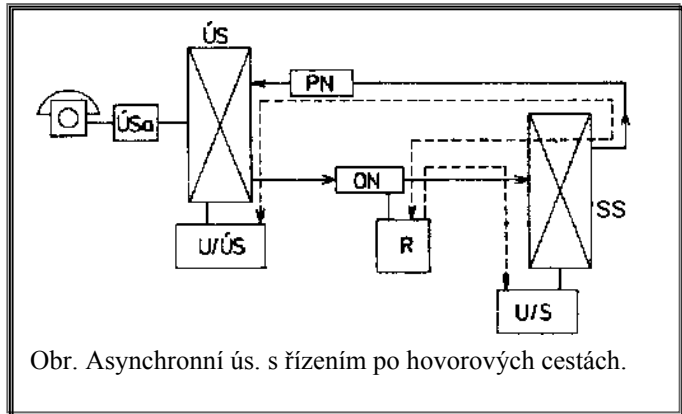 ÚS
PN
ÚSa
ON
SS
U/ÚS
R
U/S
Obr. Asynchronní ús. s řízením po hovorových cestách.